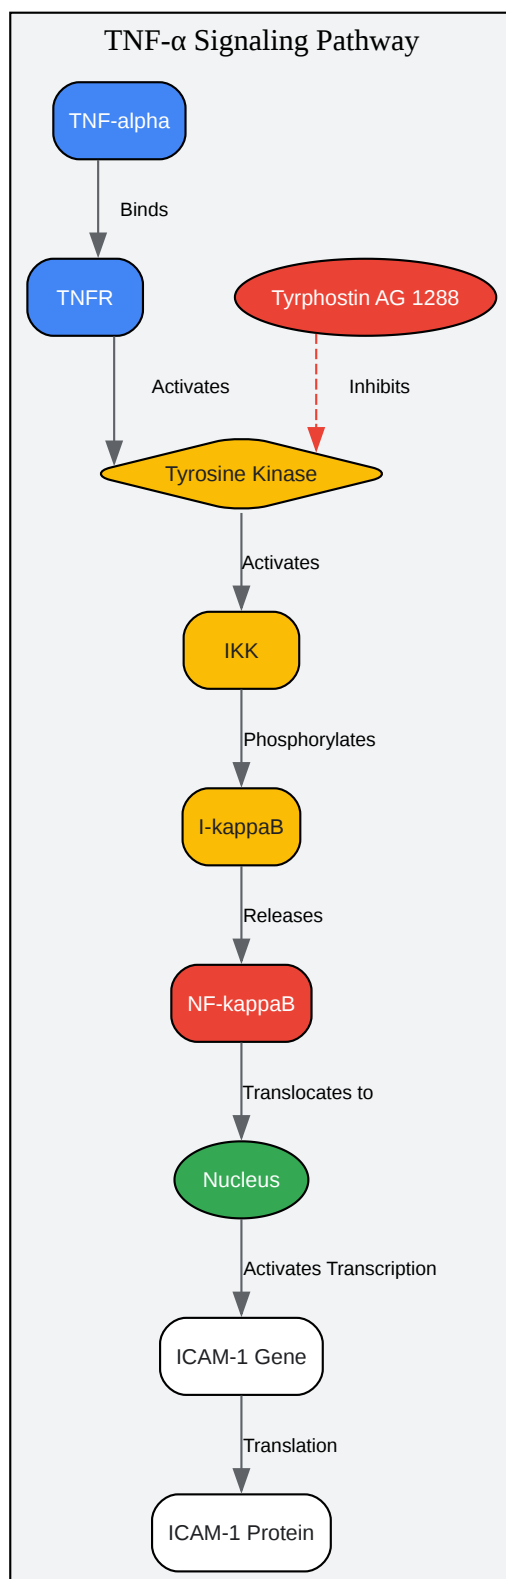 TNF-α Signaling Pathway
TNF-alpha
Binds
TNFR
Tyrphostin AG 1288
Activates
Inhibits
Tyrosine Kinase
Activates
IKK
Phosphorylates
I-kappaB
Releases
NF-kappaB
Translocates to
Nucleus
Activates Transcription
ICAM-1 Gene
Translation
ICAM-1 Protein